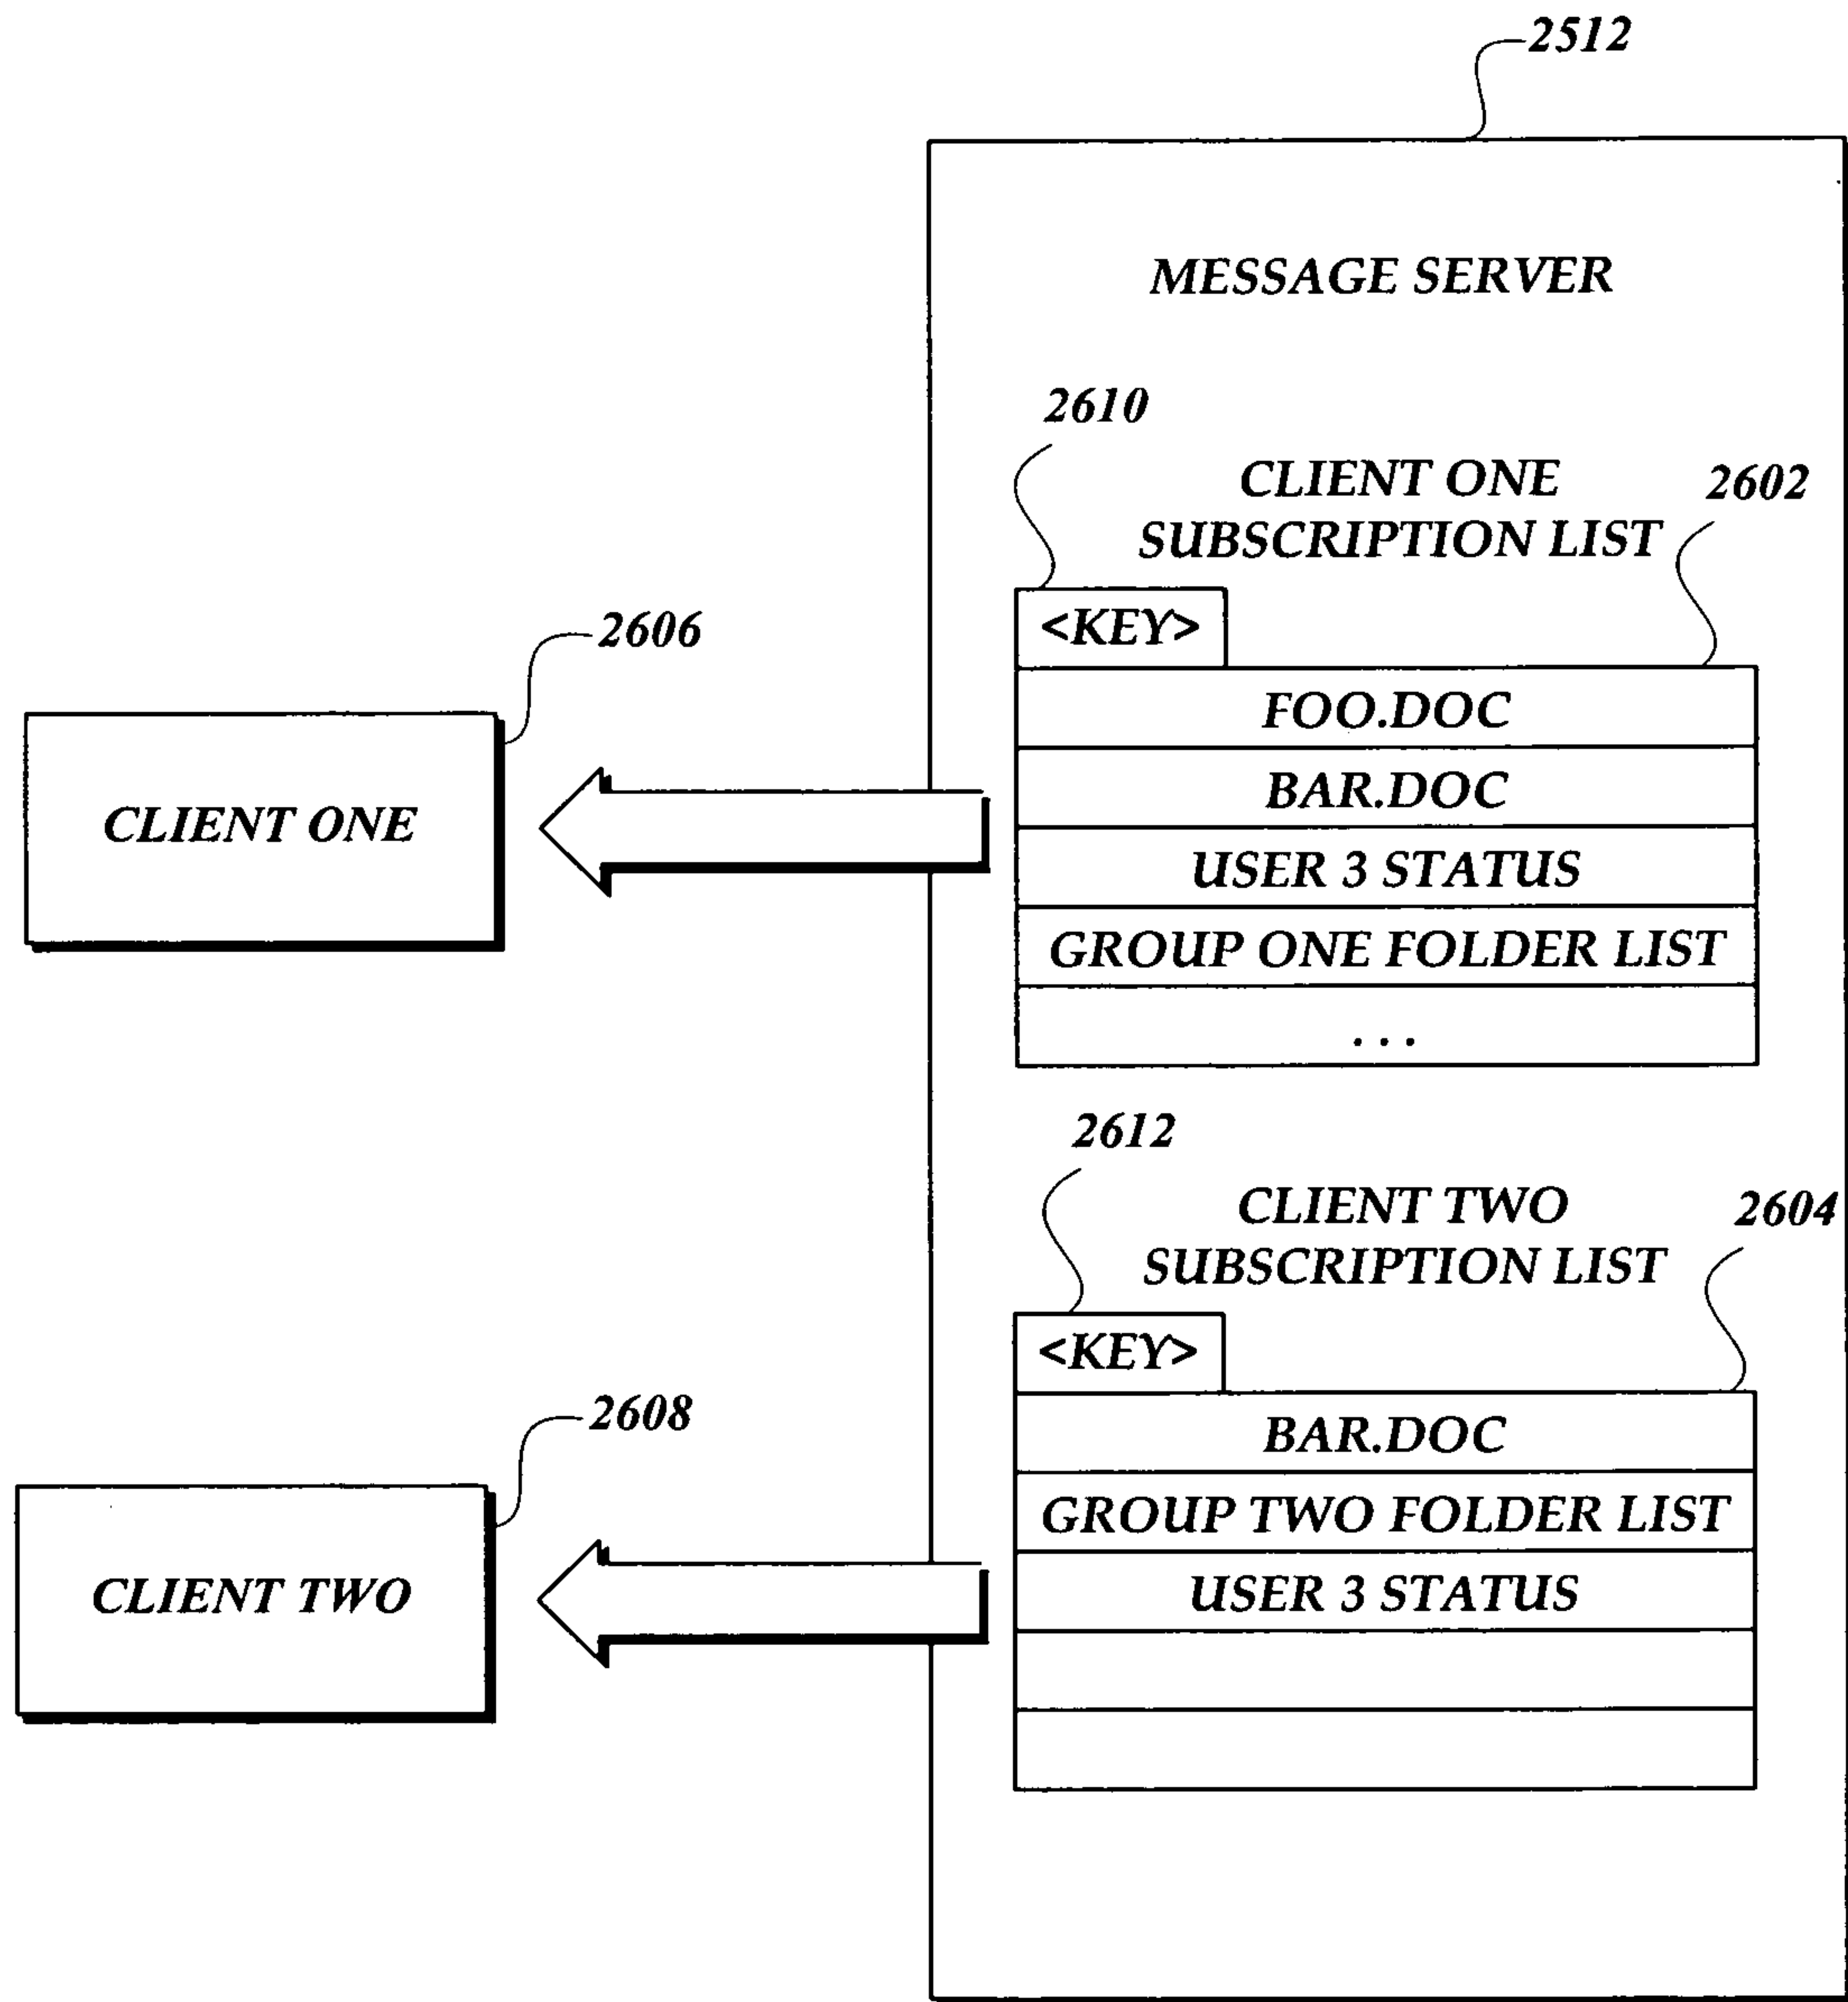 2512
MESSAGE SERVER
2610
CLIENT ONE
SUBSCRIPTION LIST
2602
<KEY>
FOO.DOC
BAR.DOC
USER 3 STATUS
GROUP ONE FOLDER LIST
. . .
2606
CLIENT ONE
2612
CLIENT TWO
SUBSCRIPTION LIST
2604
<KEY>
BAR.DOC
GROUP TWO FOLDER LIST
USER 3 STATUS
2608
CLIENT TWO